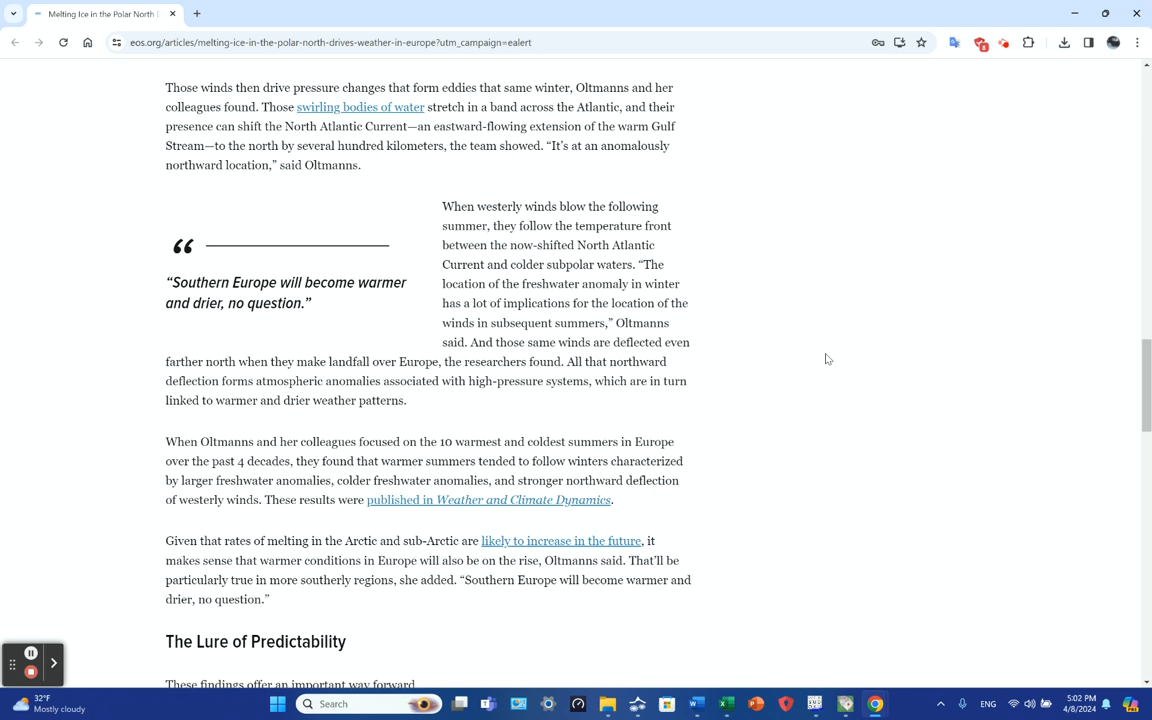 Melting Ice in the Polar North E
eos.org/articles/melting-ice-in-the-polar-north-drives-weather-in-europe?utm_campaign=ealert
8
Those winds then drive pressure changes that form eddies that same winter, Oltmanns and her
colleagues found. Those swirling bodies of water stretch in a band across the Atlantic, and their
presence can shift the North Atlantic Current—an eastward-flowing extension of the warm Gulf
Stream—to the north by several hundred kilometers, the team showed. “It’s at an anomalously
northward location,” said Oltmanns.
“
“Southern Europe will become warmer
and drier, no question.”
When westerly winds blow the following
summer, they follow the temperature front
between the now-shifted North Atlantic
Current and colder subpolar waters. “The
location of the freshwater anomaly in winter
has a lot of implications for the location of the
winds in subsequent summers,” Oltmanns
said. And those same winds are deflected even
farther north when they make landfall over Europe, the researchers found. All that northward
deflection forms atmospheric anomalies associated with high-pressure systems, which are in turn
linked to warmer and drier weather patterns.
When Oltmanns and her colleagues focused on the 10 warmest and coldest summers in Europe
over the past 4 decades, they found that warmer summers tended to follow winters characterized
by larger freshwater anomalies, colder freshwater anomalies, and stronger northward deflection
of westerly winds. These results were published in Weather and Climate Dynamics.
Given that rates of melting in the Arctic and sub-Arctic are likely to increase in the future, it
makes sense that warmer conditions in Europe will also be on the rise, Oltmanns said. That’ll be
particularly true in more southerly regions, she added. “Southern Europe will become warmer and
drier, no question.”
The Lure of Predictability
These findings offer an important way forward
32°F
Mostly cloudy
Search
ENG
5:02 PM
4/8/2024